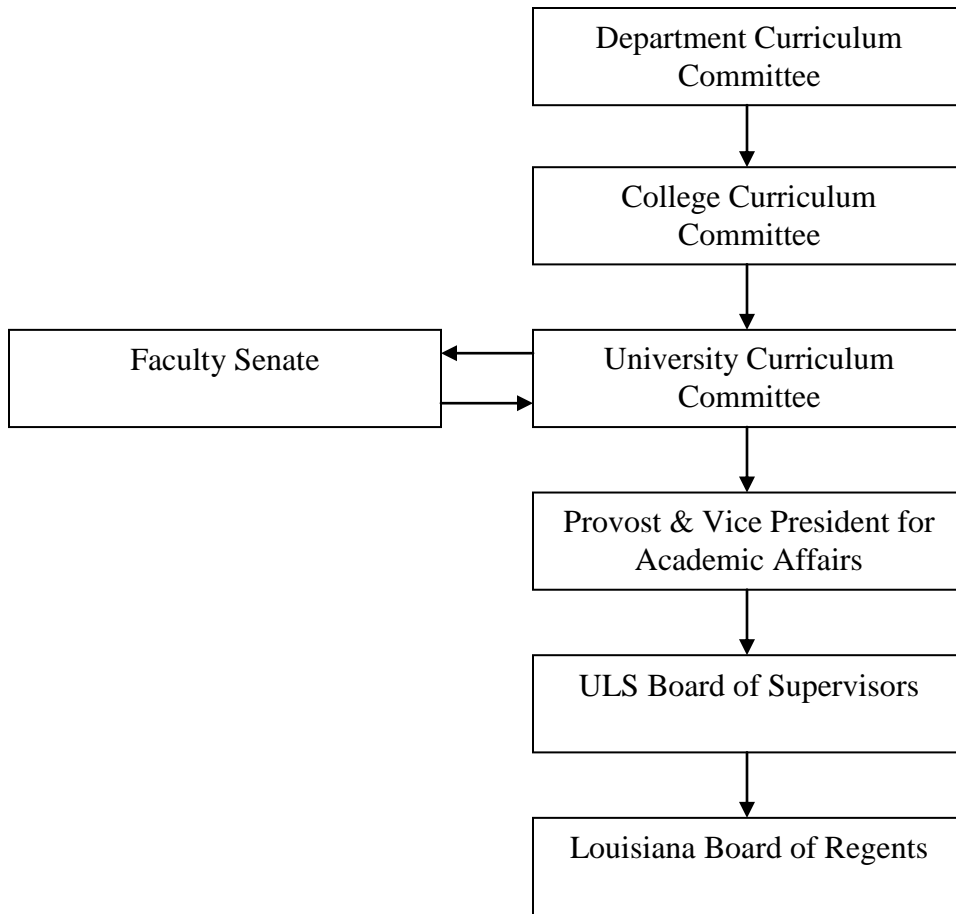 Department Curriculum
Committee
College Curriculum
Committee
Faculty Senate
University Curriculum
Committee
Provost & Vice President for
Academic Affairs
ULS Board of Supervisors
Louisiana Board of Regents